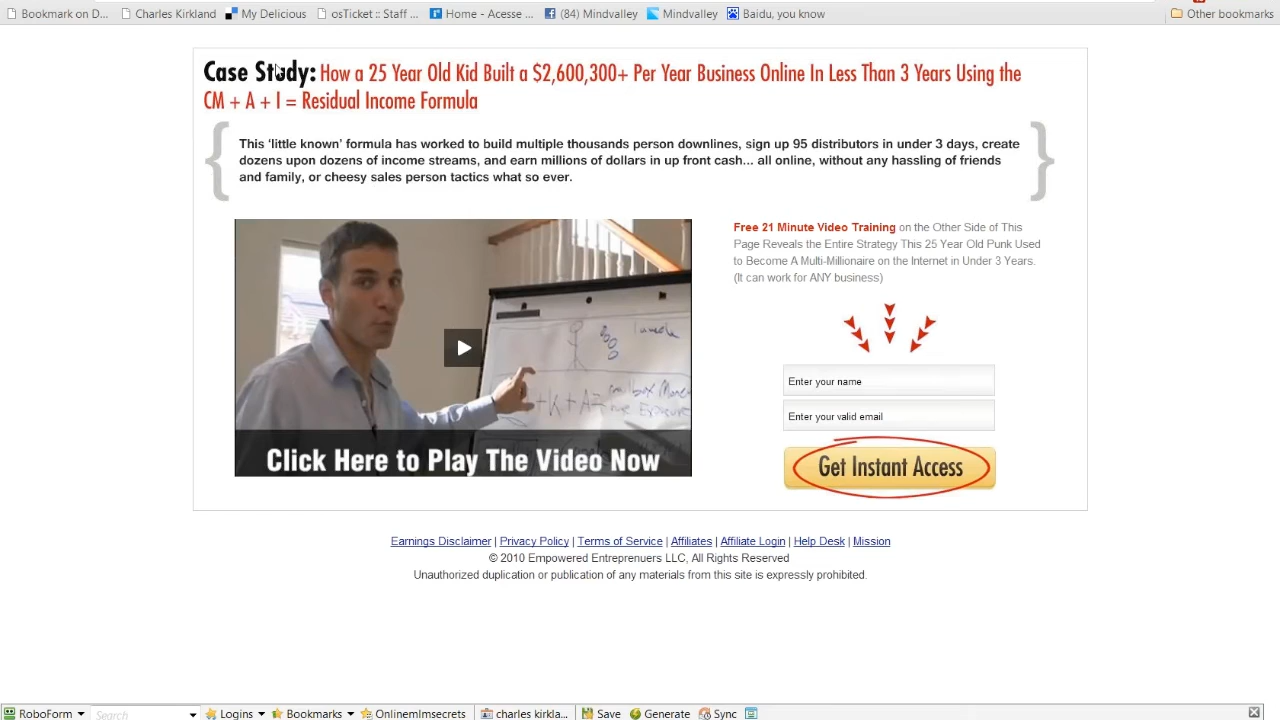 Bookmark on D... Charles Kirkland My Delicious osTicket :: Staff ... Home - Acesse ... (84) Mindvalley Mindvalley Baidu, you know Other bookmarks
Case Study: How a 25 Year Old Kid Built a $2,600,300+ Per Year Business Online In Less Than 3 Years Using the
CM + A + I = Residual Income Formula
This ‘little known’ formula has worked to build multiple thousands person downlines, sign up 95 distributors in under 3 days, create
dozens upon dozens of income streams, and earn millions of dollars in up front cash... all online, without any hassling of friends
and family, or cheesy sales person tactics what so ever.
+ K + A =
Click Here to Play The Video Now
Free 21 Minute Video Training on the Other Side of This
Page Reveals the Entire Strategy This 25 Year Old Punk Used
to Become A Multi-Millionaire on the Internet in Under 3 Years.
(It can work for ANY business)
Enter your name
Enter your valid email
Get Instant Access
Earnings Disclaimer | Privacy Policy | Terms of Service | Affiliates | Affiliate Login | Help Desk | Mission
© 2010 Empowered Entreprenuers LLC, All Rights Reserved
Unauthorized duplication or publication of any materials from this site is expressly prohibited.
RoboForm Search Logins Bookmarks Onlinemlmsecrets charles kirkla... Save Generate Sync